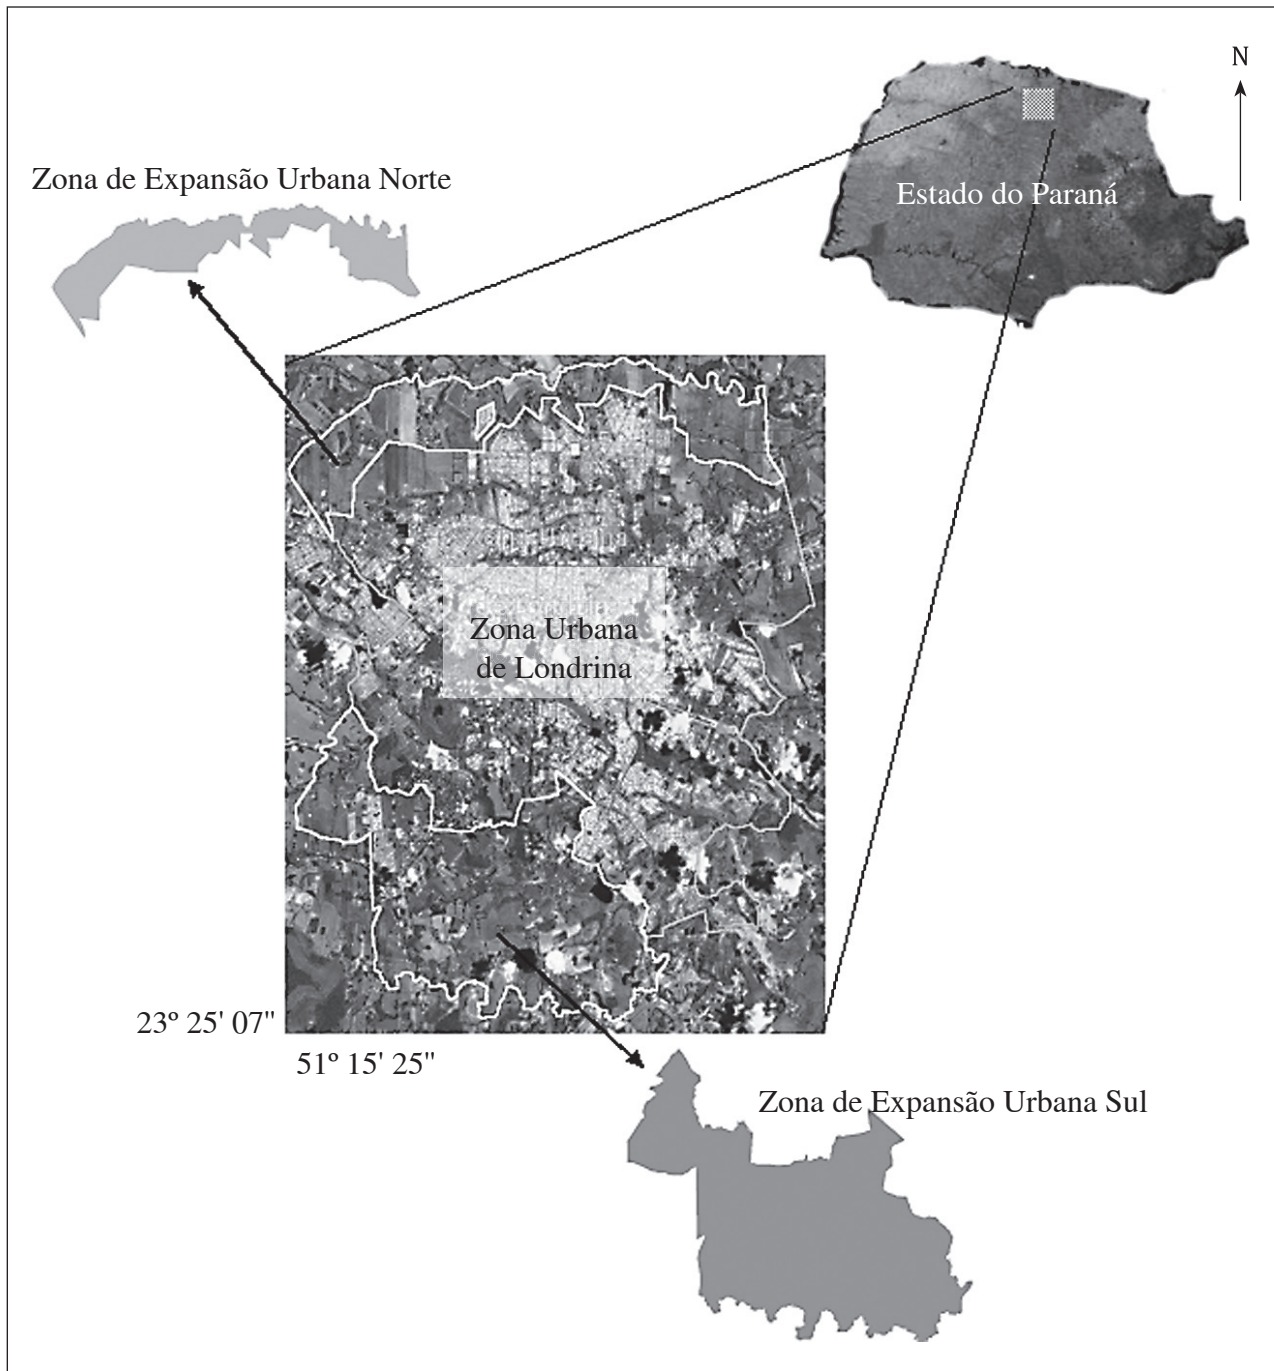 N
Zona de Expansão Urbana Norte
Estado do Paraná
Zona Urbana
de Londrina
23º 25' 07"
51º 15' 25"
Zona de Expansão Urbana Sul